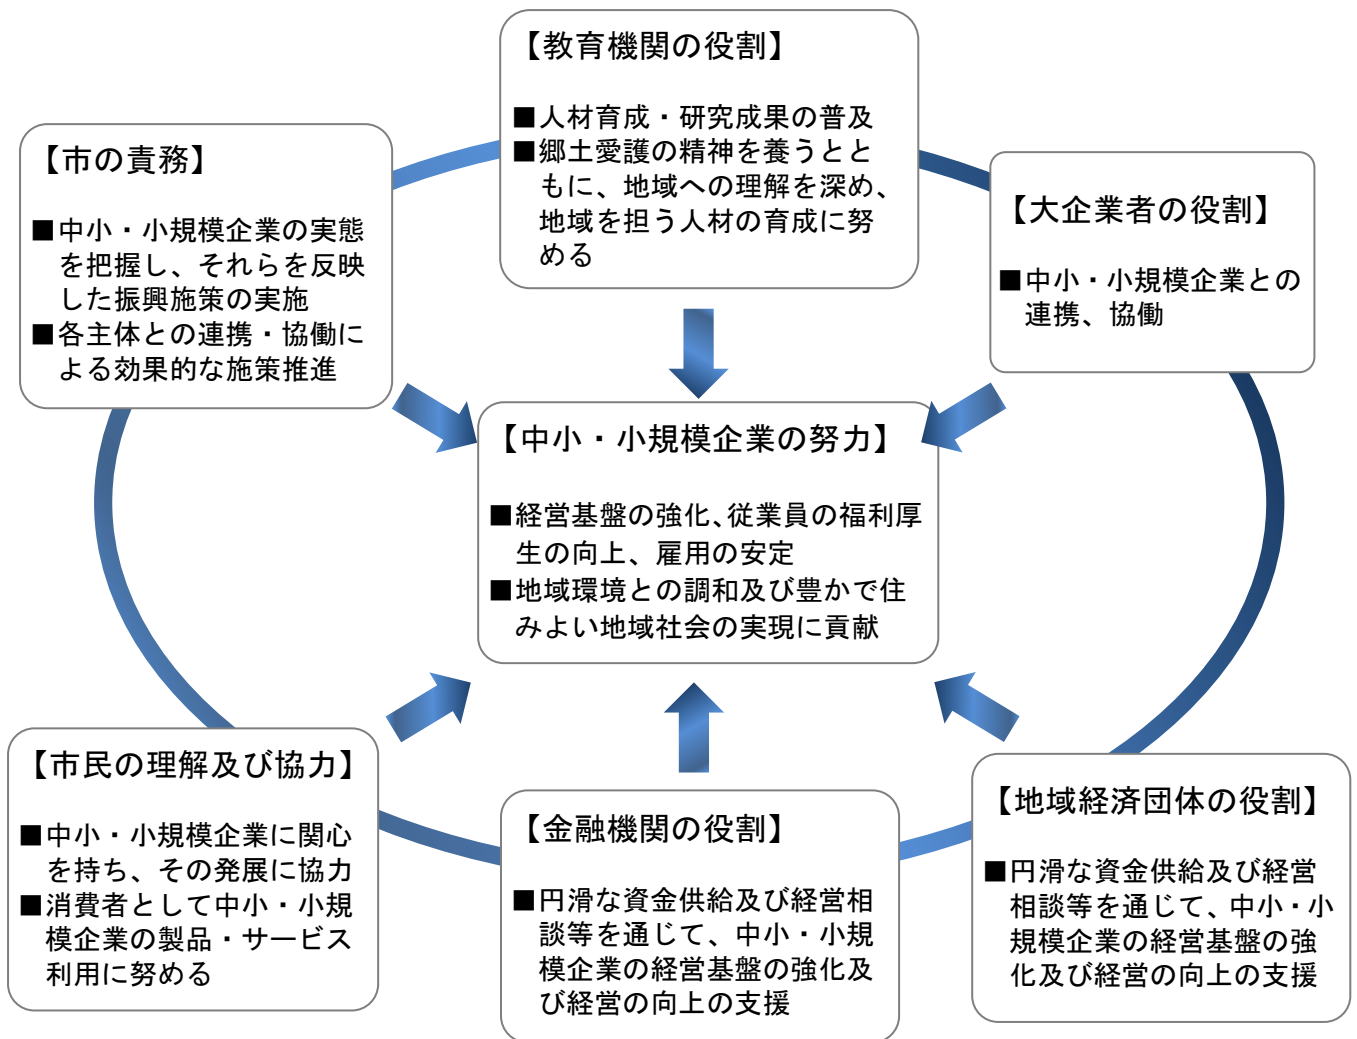 【教育機関の役割】
■人材育成・研究成果の普及
■郷土愛護の精神を養うとと
もに、地域への理解を深め、
地域を担う人材の育成に努
める
【市の責務】
■中小・小規模企業の実態
を把握し、それらを反映
した振興施策の実施
■各主体との連携・協働に
よる効果的な施策推進
【大企業者の役割】
■中小・小規模企業との
連携、協働
【中小・小規模企業の努力】
■経営基盤の強化、従業員の福利厚
生の向上、雇用の安定
■地域環境との調和及び豊かで住
みよい地域社会の実現に貢献
【市民の理解及び協力】
■中小・小規模企業に関心
を持ち、その発展に協力
■消費者として中小・小規
模企業の製品・サービス
利用に努める
【金融機関の役割】
■円滑な資金供給及び経営相
談等を通じて、中小・小規
模企業の経営基盤の強化及
び経営の向上の支援
【地域経済団体の役割】
■円滑な資金供給及び経営
相談等を通じて、中小・小
規模企業の経営基盤の強
化及び経営の向上の支援